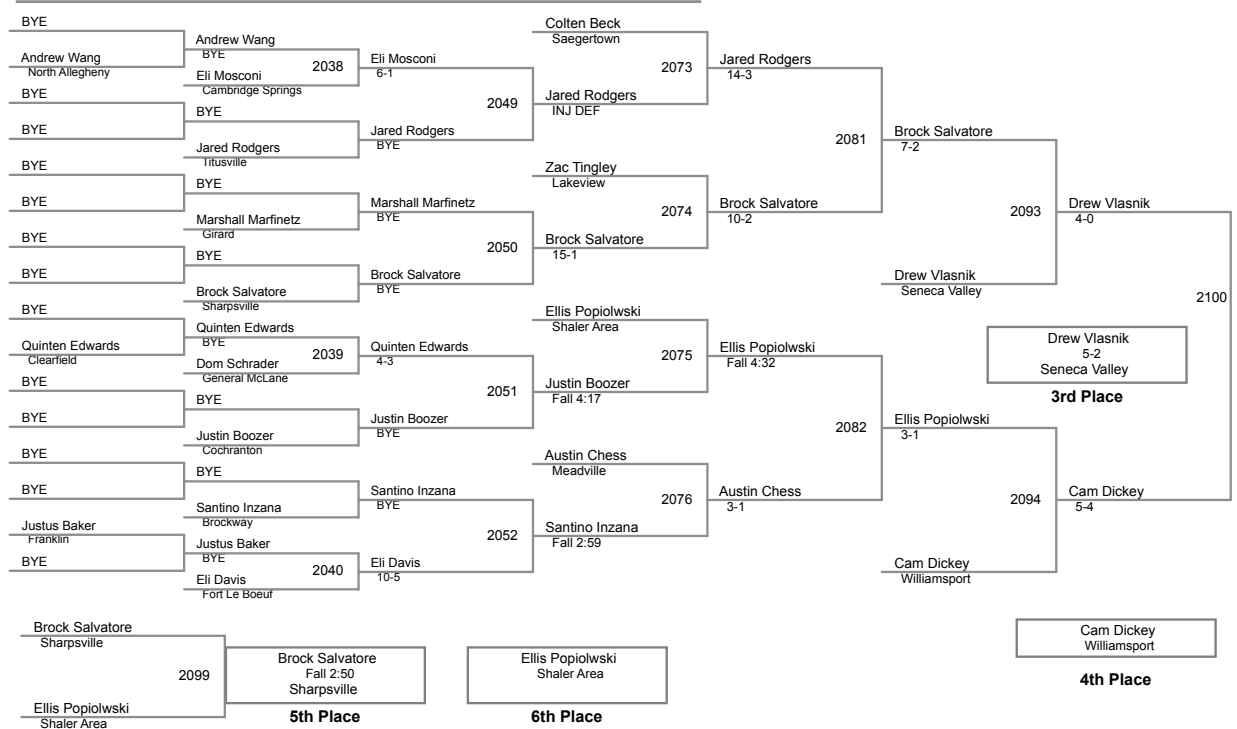 BYE
Andrew Wang
North Allegheny
BYE
BYE
BYE
BYE
BYE
BYE
BYE
Quinten Edwards
Clearfield
BYE
BYE
BYE
BYE
Justus Baker
Franklin
BYE
Andrew Wang
BYE
2038
Eli Mosconi
Cambridge Springs
BYE
Jared Rodgers
Titusville
BYE
Marshall Marfinetz
Girard
BYE
Brock Salvatore
Sharpsville
Quinten Edwards
BYE
2039
Dom Schrader
General McLane
BYE
Justin Boozer
Cochranton
BYE
Santino Inzana
Brockway
Justus Baker
BYE
2040
Eli Davis
Fort Le Boeuf
Eli Mosconi
6-1
2049
Jared Rodgers
BYE
Marshall Marfinetz
BYE
2050
Brock Salvatore
BYE
Quinten Edwards
4-3
2051
Justin Boozer
BYE
Santino Inzana
BYE
2052
Eli Davis
10-5
Colten Beck
Saegertown
2073
Jared Rodgers
INJ DEF
Zac Tingley
Lakeview
2074
Brock Salvatore
15-1
Ellis Popiolwski
Shaler Area
2075
Justin Boozer
Fall 4:17
Austin Chess
Meadville
2076
Santino Inzana
Fall 2:59
Jared Rodgers
14-3
2081
Brock Salvatore
10-2
Ellis Popiolwski
Fall 4:32
2082
Austin Chess
3-1
Brock Salvatore
7-2
2093
Drew Vlasnik
Seneca Valley
Ellis Popiolwski
3-1
2094
Cam Dickey
Williamsport
Drew Vlasnik
4-0
2100
Cam Dickey
5-4
Drew Vlasnik
5-2
Seneca Valley
3rd Place
Cam Dickey
Williamsport
4th Place
Brock Salvatore
Sharpsville
2099
Ellis Popiolwski
Shaler Area
Brock Salvatore
Fall 2:50
Sharpsville
5th Place
Ellis Popiolwski
Shaler Area
6th Place